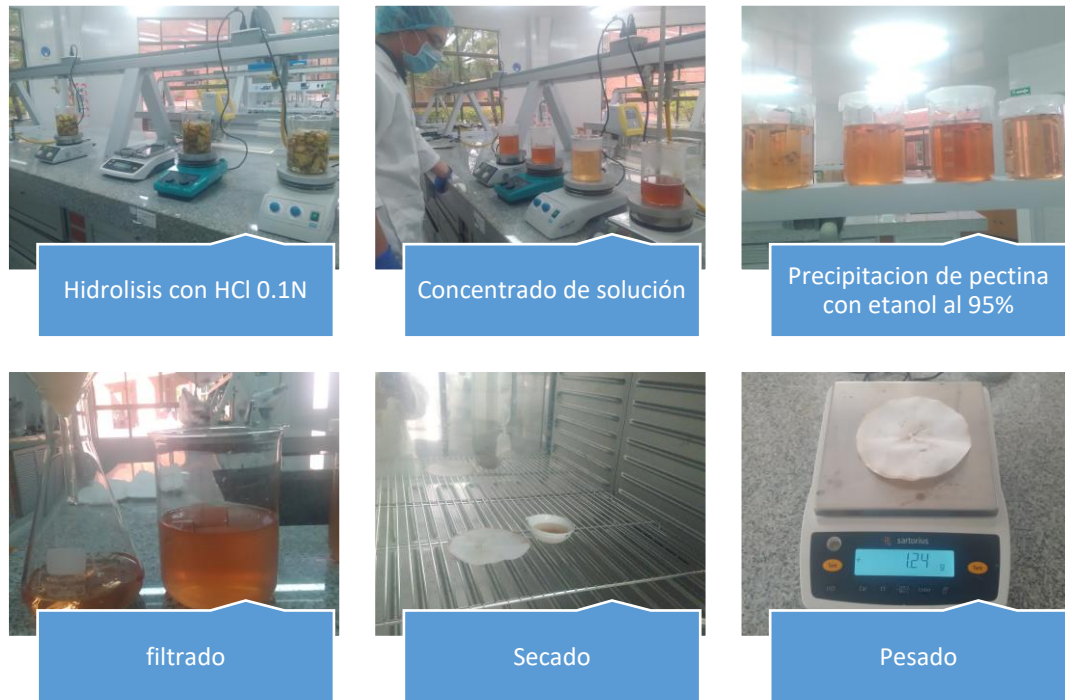 Hidrolisis con HCl 0.1N
Concentrado de solución
Precipitacion de pectina
con etanol al 95%
filtrado
Secado
sartorius
1.24 g
Pesado